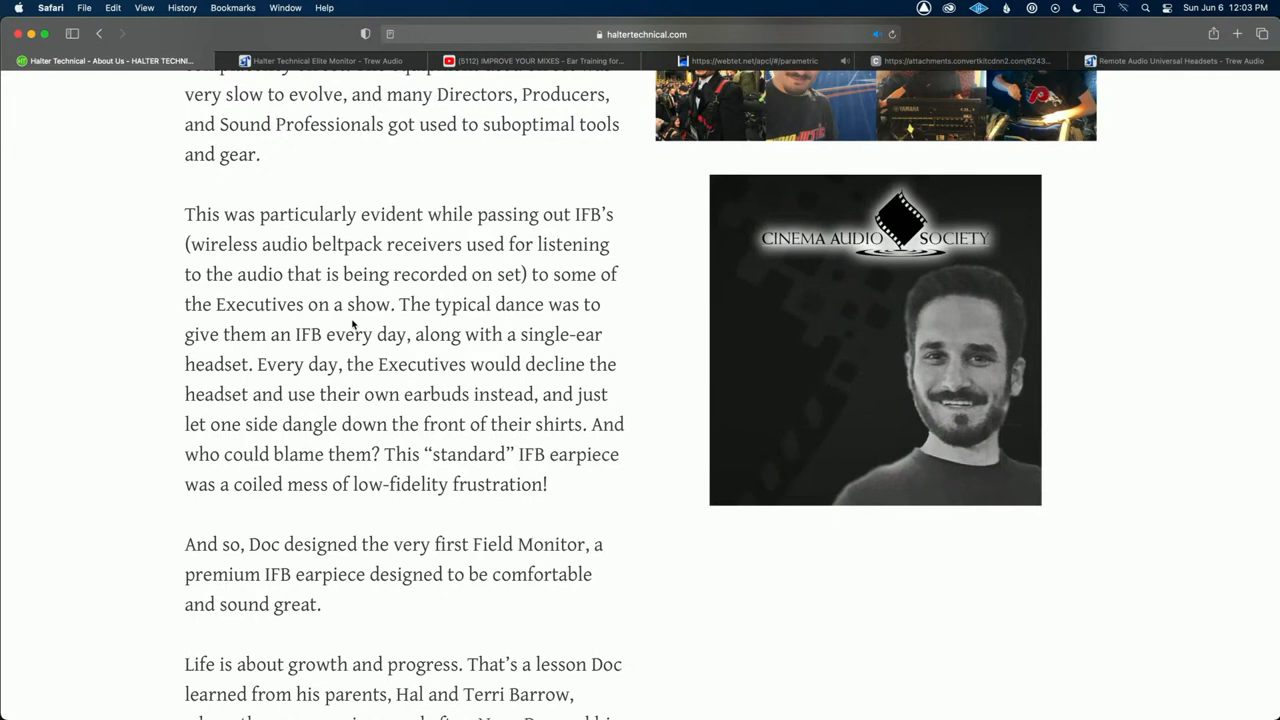 Safari File Edit View History Bookmarks Window Help
Sun Jun 6 12:03 PM
haltertechnical.com
Halter Technical - About Us - HALTER TECHNI...
Halter Technical Elite Monitor - Trew Audio
(5112) IMPROVE YOUR MIXES - Ear Training for...
https://webtet.net/apcl/#/parametric
https://attachments.convertkitcdnn2.com/6243...
Remote Audio Universal Headsets - Trew Audio
very slow to evolve, and many Directors, Producers,
and Sound Professionals got used to suboptimal tools
and gear.
This was particularly evident while passing out IFB’s
(wireless audio beltpack receivers used for listening
to the audio that is being recorded on set) to some of
the Executives on a show. The typical dance was to
give them an IFB every day, along with a single-ear
headset. Every day, the Executives would decline the
headset and use their own earbuds instead, and just
let one side dangle down the front of their shirts. And
who could blame them? This “standard” IFB earpiece
was a coiled mess of low-fidelity frustration!
And so, Doc designed the very first Field Monitor, a
premium IFB earpiece designed to be comfortable
and sound great.
Life is about growth and progress. That’s a lesson Doc
learned from his parents, Hal and Terri Barrow,
YAMAHA
CINEMA AUDIO SOCIETY